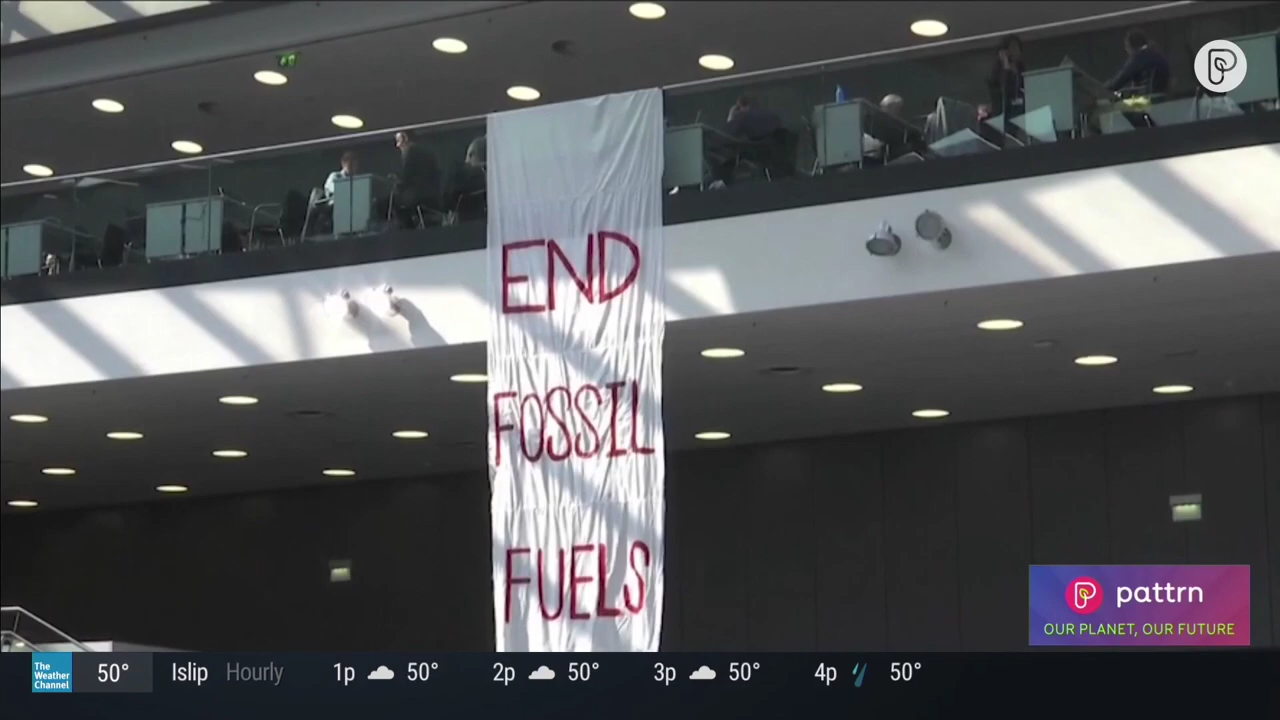 END
FOSSIL
FUELS
pattrn
OUR PLANET, OUR FUTURE
The Weather Channel 50° Islip Hourly 1p 50° 2p 50° 3p 50° 4p 50°